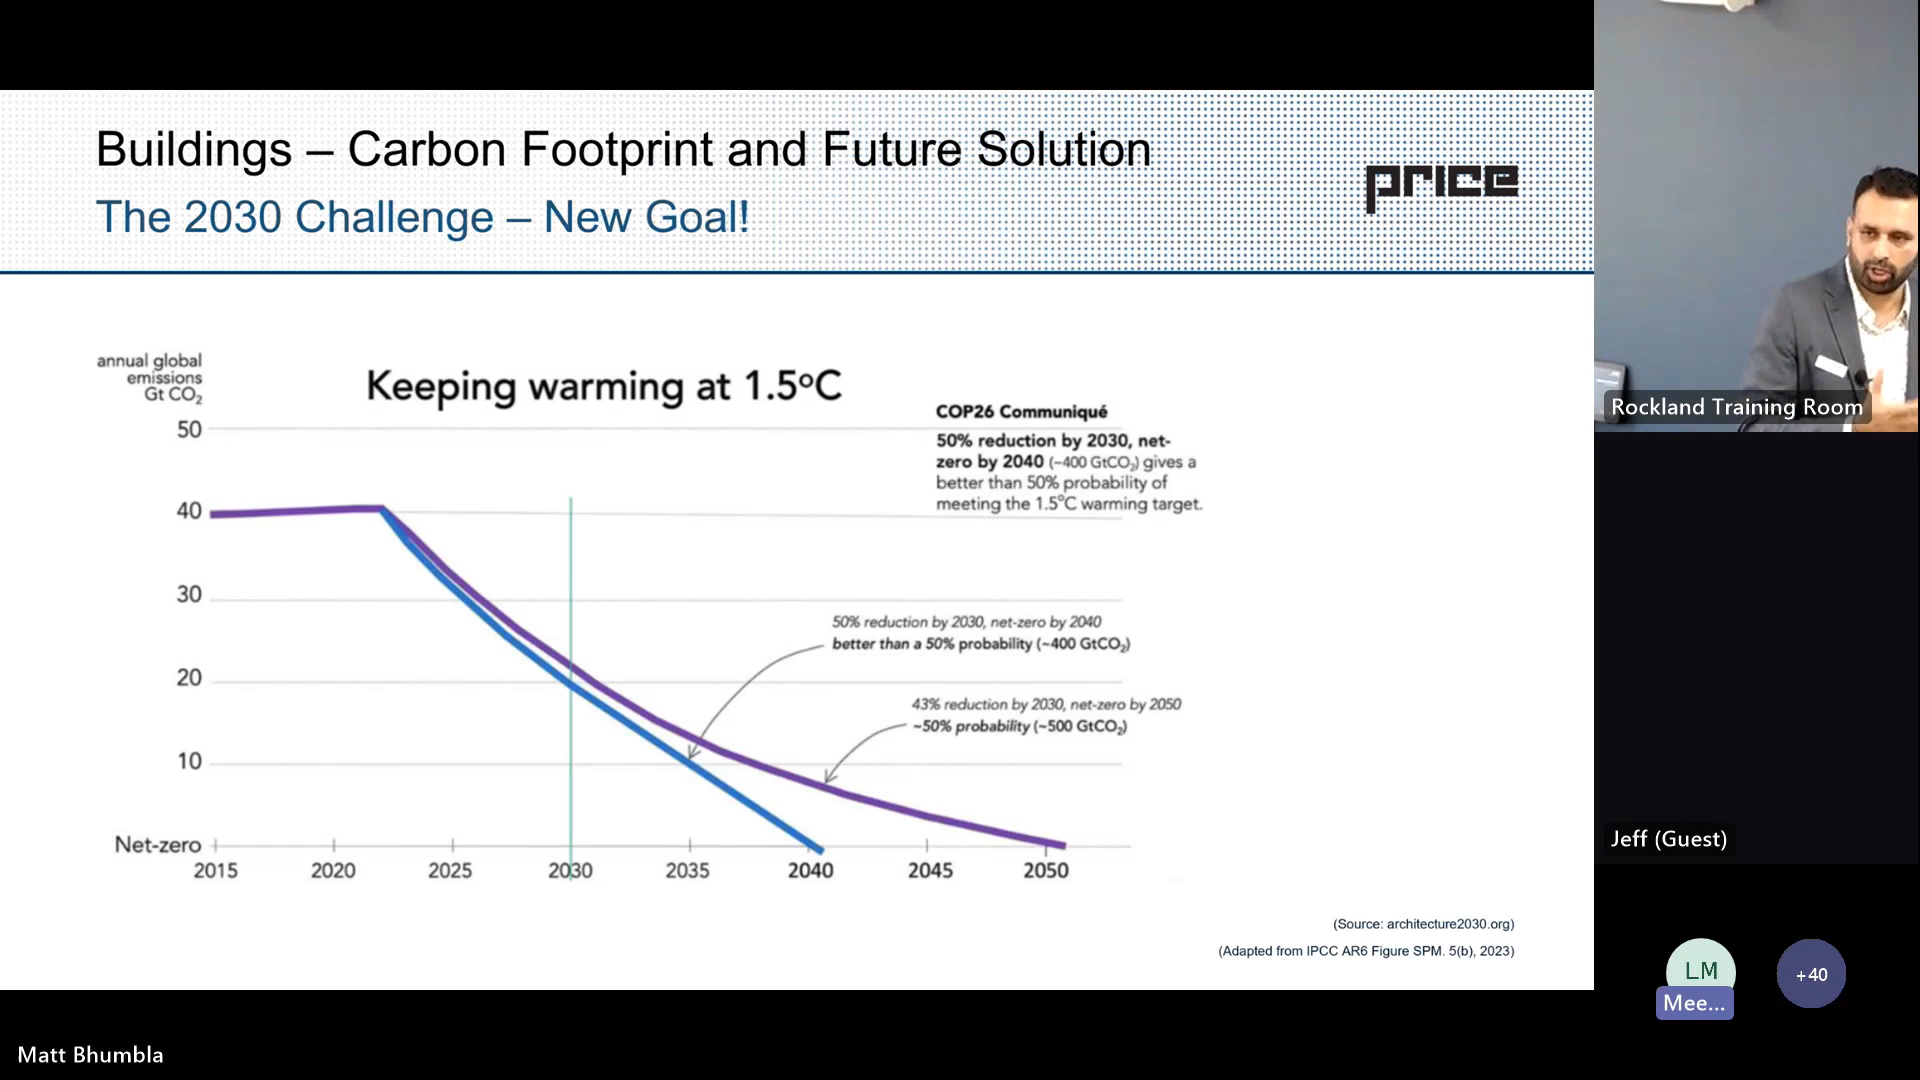 Buildings – Carbon Footprint and Future Solution
The 2030 Challenge – New Goal!
price
annual global
emissions
Gt CO₂
Keeping warming at 1.5°C
COP26 Communiqué
50% reduction by 2030, net-
zero by 2040 (~400 GtCO₂) gives a
better than 50% probability of
meeting the 1.5°C warming target.
50
40
30
20
10
Net-zero
50% reduction by 2030, net-zero by 2040
better than a 50% probability (~400 GtCO₂)
43% reduction by 2030, net-zero by 2050
~50% probability (~500 GtCO₂)
2015 2020 2025 2030 2035 2040 2045 2050
(Source: architecture2030.org)
(Adapted from IPCC AR6 Figure SPM. 5(b), 2023)
Rockland Training Room
Jeff (Guest)
LM
Mee...
+40
Matt Bhumbla